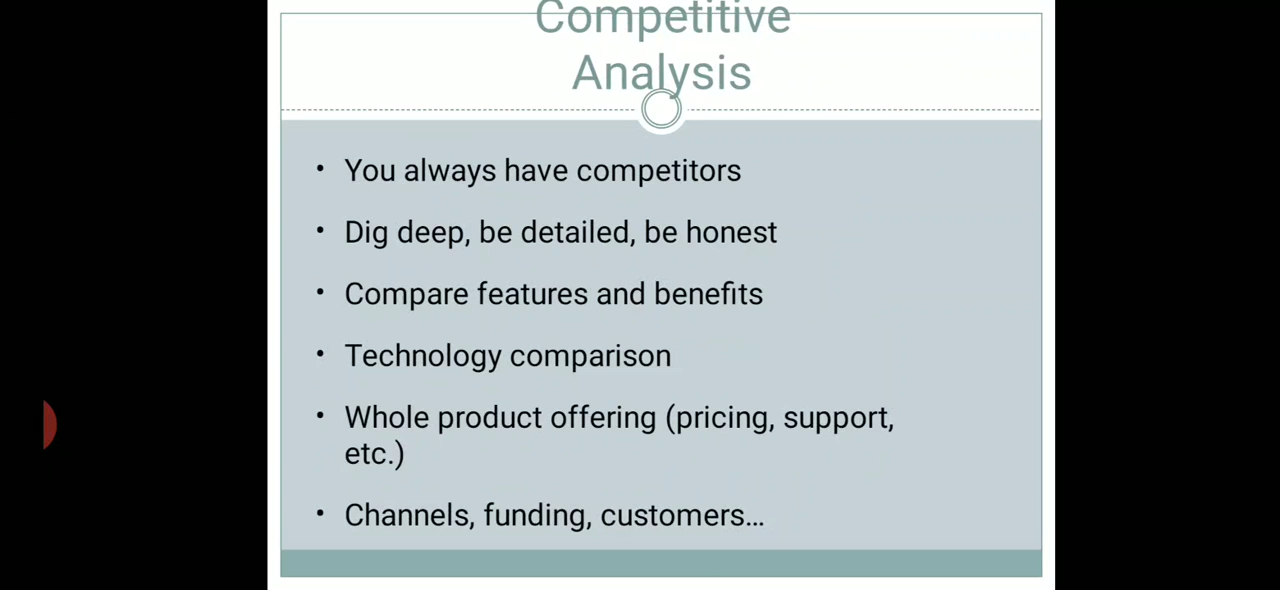 Competitive
Analysis
• You always have competitors
• Dig deep, be detailed, be honest
• Compare features and benefits
• Technology comparison
• Whole product offering (pricing, support,
etc.)
• Channels, funding, customers…